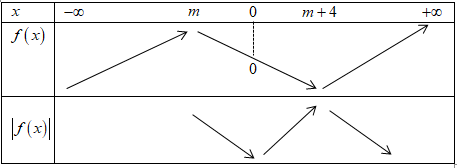 x −∞ m 0 m + 4 +∞
f(x)
0
|f(x)|